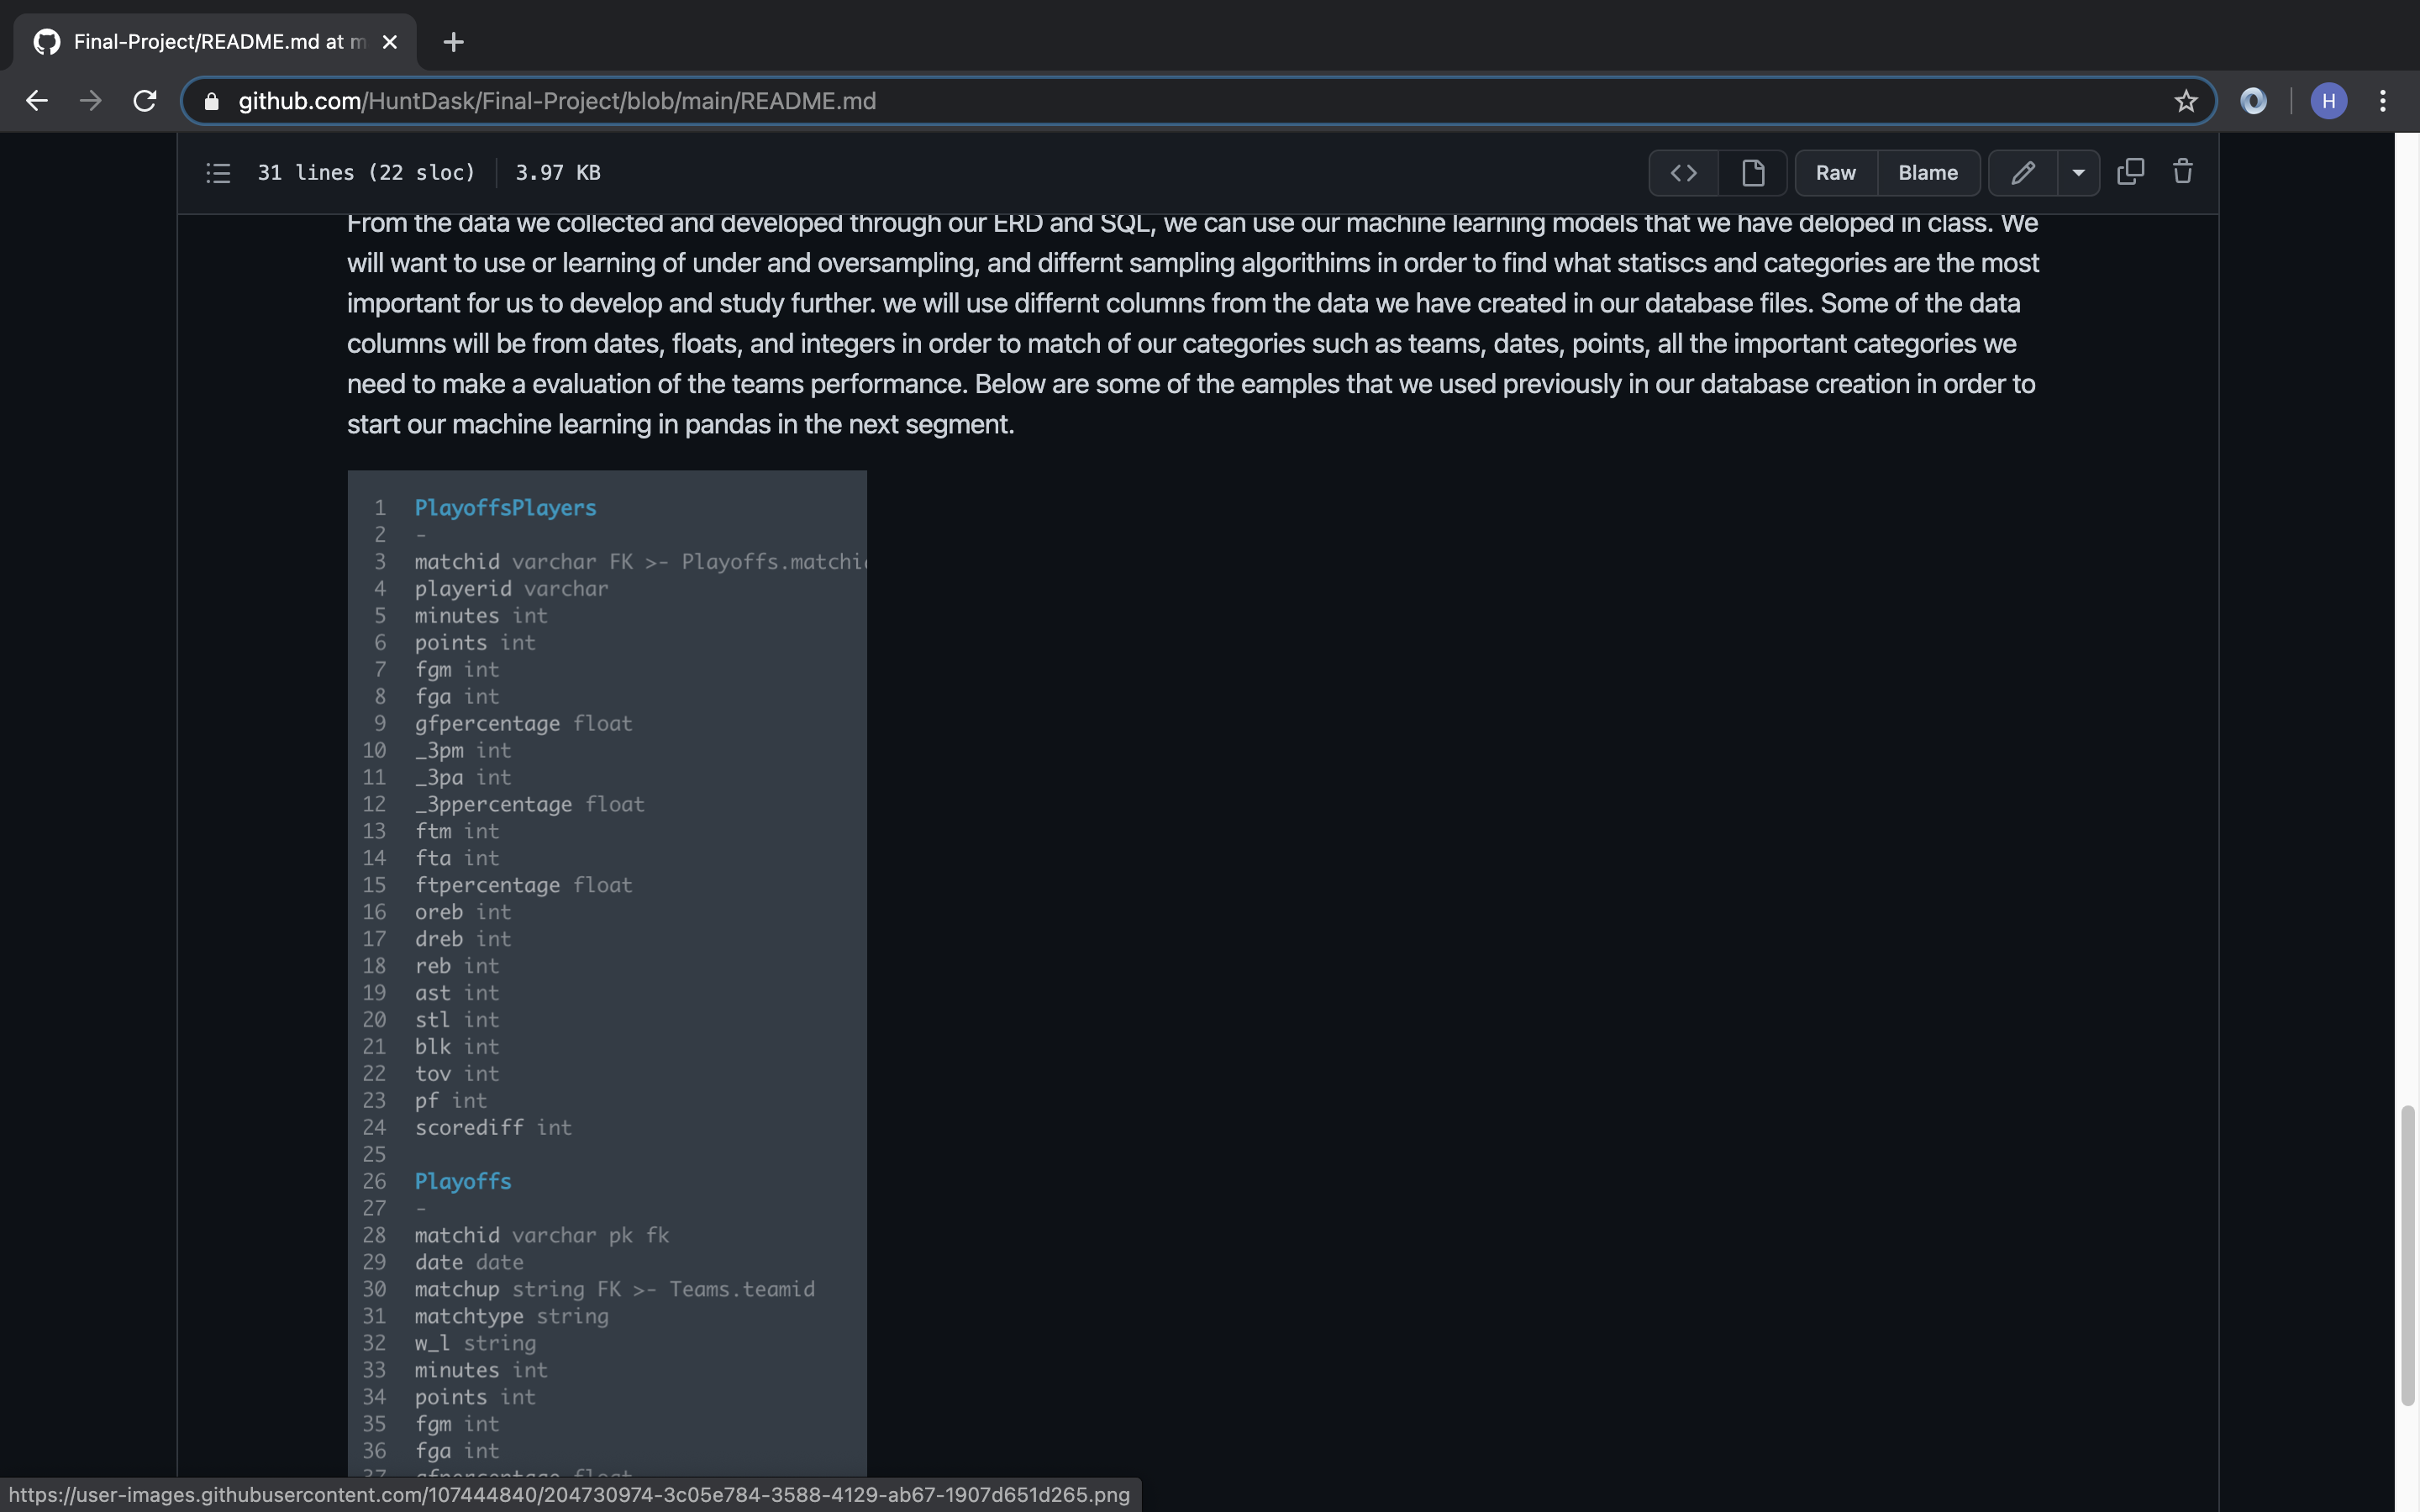 Final-Project/README.md at m
github.com/HuntDask/Final-Project/blob/main/README.md
H
31 lines (22 sloc) 3.97 KB
Raw
Blame
From the data we collected and developed through our ERD and SQL, we can use our machine learning models that we have deloped in class. We
will want to use or learning of under and oversampling, and differnt sampling algorithims in order to find what statiscs and categories are the most
important for us to develop and study further. we will use differnt columns from the data we have created in our database files. Some of the data
columns will be from dates, floats, and integers in order to match of our categories such as teams, dates, points, all the important categories we
need to make a evaluation of the teams performance. Below are some of the eamples that we used previously in our database creation in order to
start our machine learning in pandas in the next segment.
1 PlayoffsPlayers
2 -
3 matchid varchar FK >- Playoffs.matchi
4 playerid varchar
5 minutes int
6 points int
7 fgm int
8 fga int
9 gfpercentage float
10 _3pm int
11 _3pa int
12 _3ppercentage float
13 ftm int
14 fta int
15 ftpercentage float
16 oreb int
17 dreb int
18 reb int
19 ast int
20 stl int
21 blk int
22 tov int
23 pf int
24 scorediff int
25
26 Playoffs
27 -
28 matchid varchar pk fk
29 date date
30 matchup string FK >- Teams.teamid
31 matchtype string
32 w_l string
33 minutes int
34 points int
35 fgm int
36 fga int
37 gfpercentage float
https://user-images.githubusercontent.com/107444840/204730974-3c05e784-3588-4129-ab67-1907d651d265.png